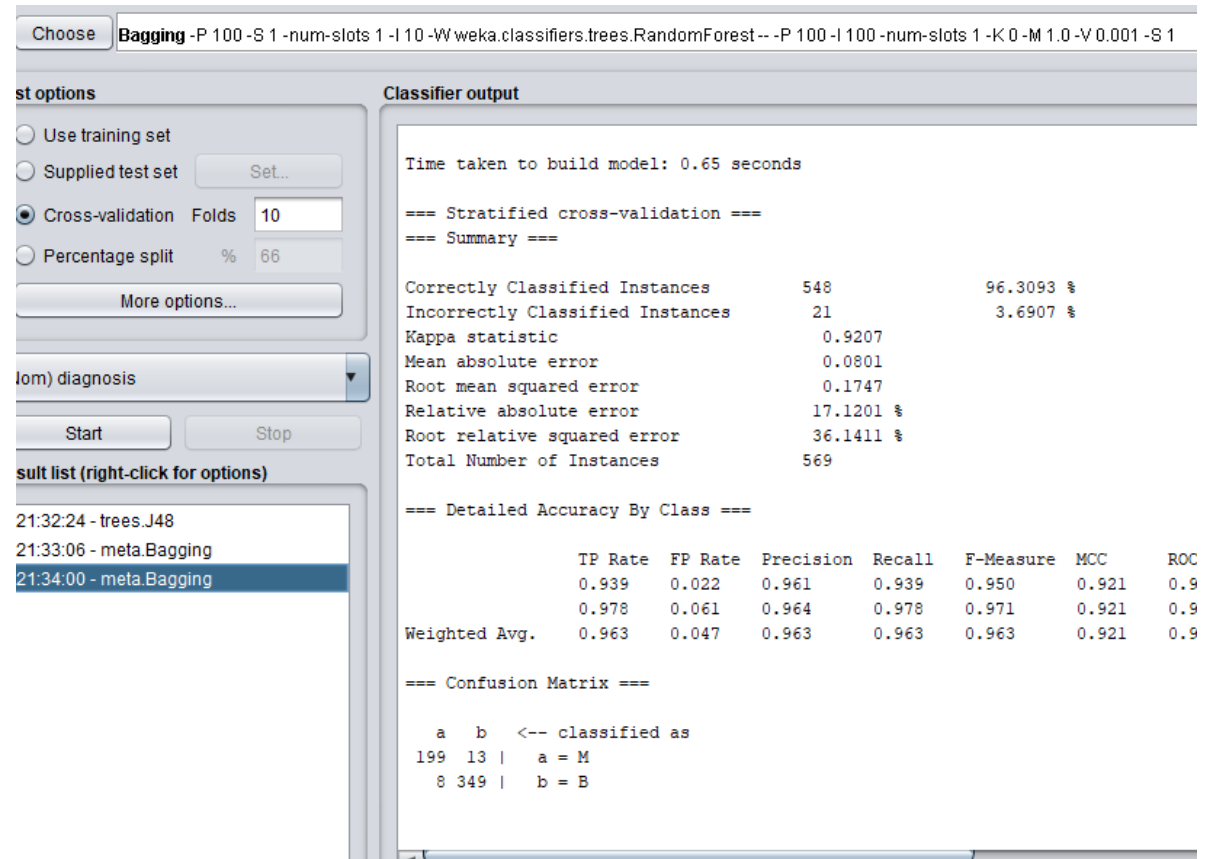 Choose Bagging -P 100 -S 1 -num-slots 1 -I 10 -W weka.classifiers.trees.RandomForest -- -P 100 -I 100 -num-slots 1 -K 0 -M 1.0 -V 0.001 -S 1
st options
Use training set
Supplied test set Set...
Cross-validation Folds 10
Percentage split % 66
More options...
lom) diagnosis
Start Stop
sult list (right-click for options)
21:32:24 - trees.J48
21:33:06 - meta.Bagging
21:34:00 - meta.Bagging
Classifier output
Time taken to build model: 0.65 seconds
=== Stratified cross-validation ===
=== Summary ===
Correctly Classified Instances 548 96.3093 %
Incorrectly Classified Instances 21 3.6907 %
Kappa statistic 0.9207
Mean absolute error 0.0801
Root mean squared error 0.1747
Relative absolute error 17.1201 %
Root relative squared error 36.1411 %
Total Number of Instances 569
=== Detailed Accuracy By Class ===
TP Rate FP Rate Precision Recall F-Measure MCC ROC
0.939 0.022 0.961 0.939 0.950 0.921 0.9
0.978 0.061 0.964 0.978 0.971 0.921 0.9
Weighted Avg. 0.963 0.047 0.963 0.963 0.963 0.921 0.9
=== Confusion Matrix ===
a b <-- classified as
199 13 | a = M
8 349 | b = B